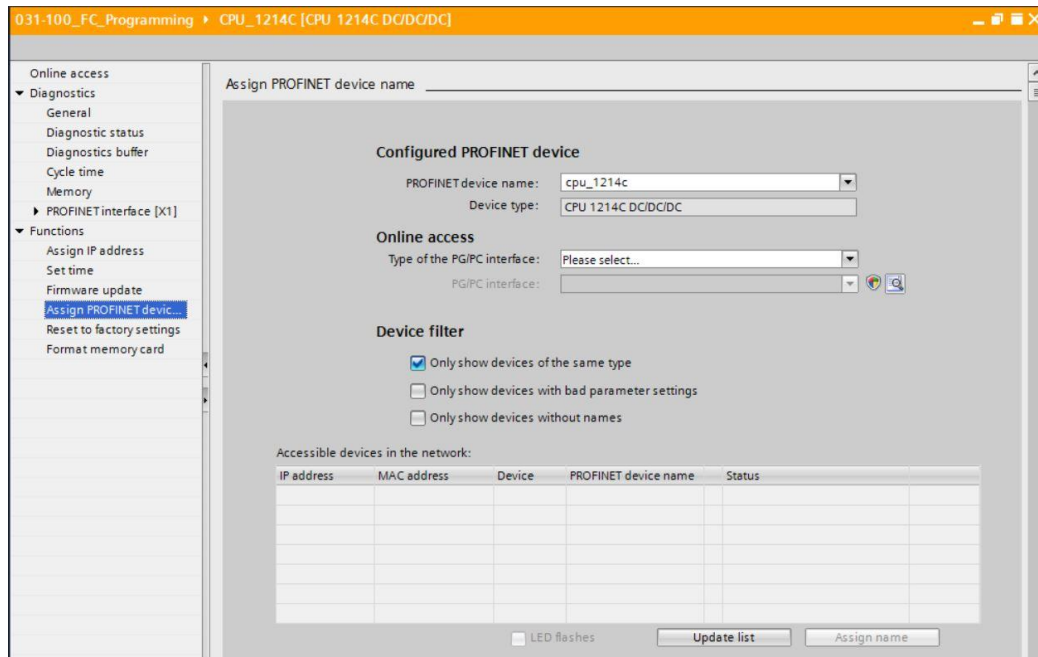 031-100_FC_Programming ▸ CPU_1214C [CPU 1214C DC/DC/DC]
Online access
Diagnostics
General
Diagnostic status
Diagnostics buffer
Cycle time
Memory
PROFINET interface [X1]
Functions
Assign IP address
Set time
Firmware update
Assign PROFINET devic...
Reset to factory settings
Format memory card
Assign PROFINET device name
Configured PROFINET device
PROFINET device name: cpu_1214c
Device type: CPU 1214C DC/DC/DC
Online access
Type of the PG/PC interface: Please select...
PG/PC interface:
Device filter
Only show devices of the same type
Only show devices with bad parameter settings
Only show devices without names
Accessible devices in the network:
IP address MAC address Device PROFINET device name Status
LED flashes Update list Assign name